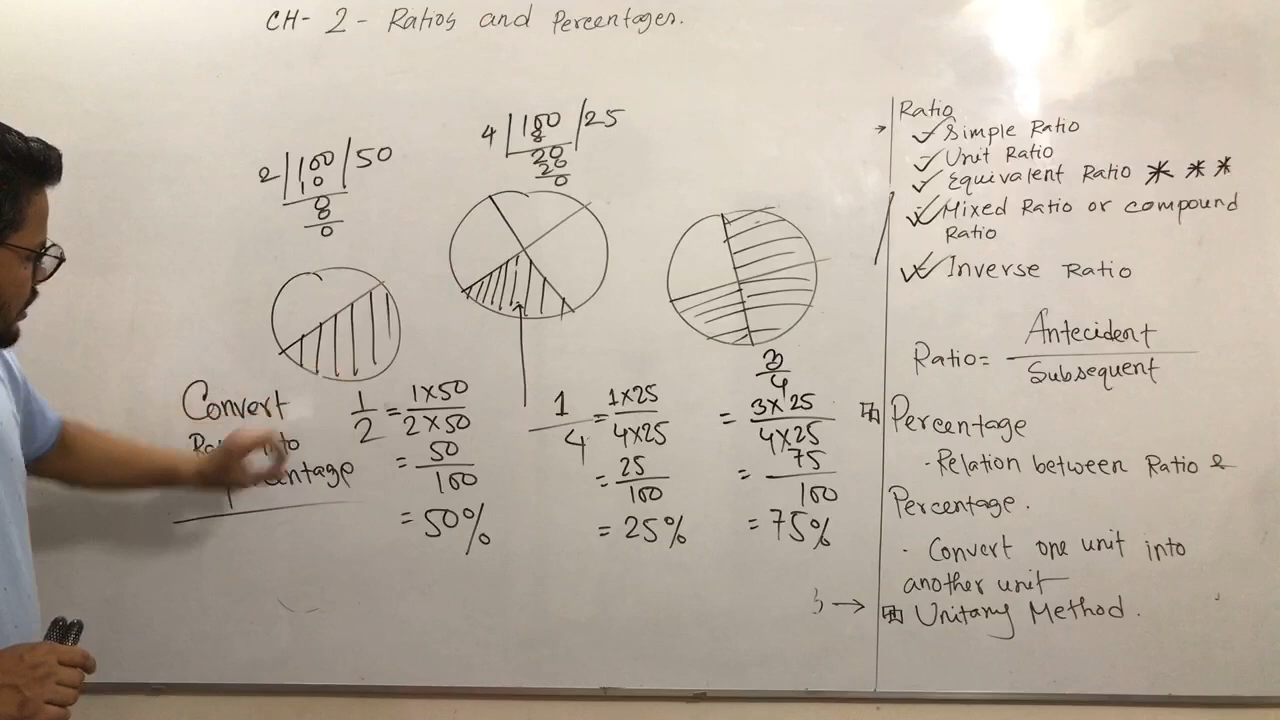 CH- 2 - Ratios and Percentages.
2 | 100 | 50
10
0
0
0
4 | 100 | 25
8
20
20
0
Convert
percentage
1/2 = 1X50/2X50
= 50/100
= 50%
1/4 = 1X25/4X25
= 25/100
= 25%
3/4
= 3X25/4X25
= 75/100
= 75%
Ratio
✓ Simple Ratio
✓ Unit Ratio
✓ Equivalent Ratio * * *
✓ Mixed Ratio or compound
Ratio
✓ Inverse Ratio
Ratio= Antecident/Subsequent
Percentage
· Relation between Ratio &
Percentage.
· Convert one unit into
another unit
→ Unitary Method.